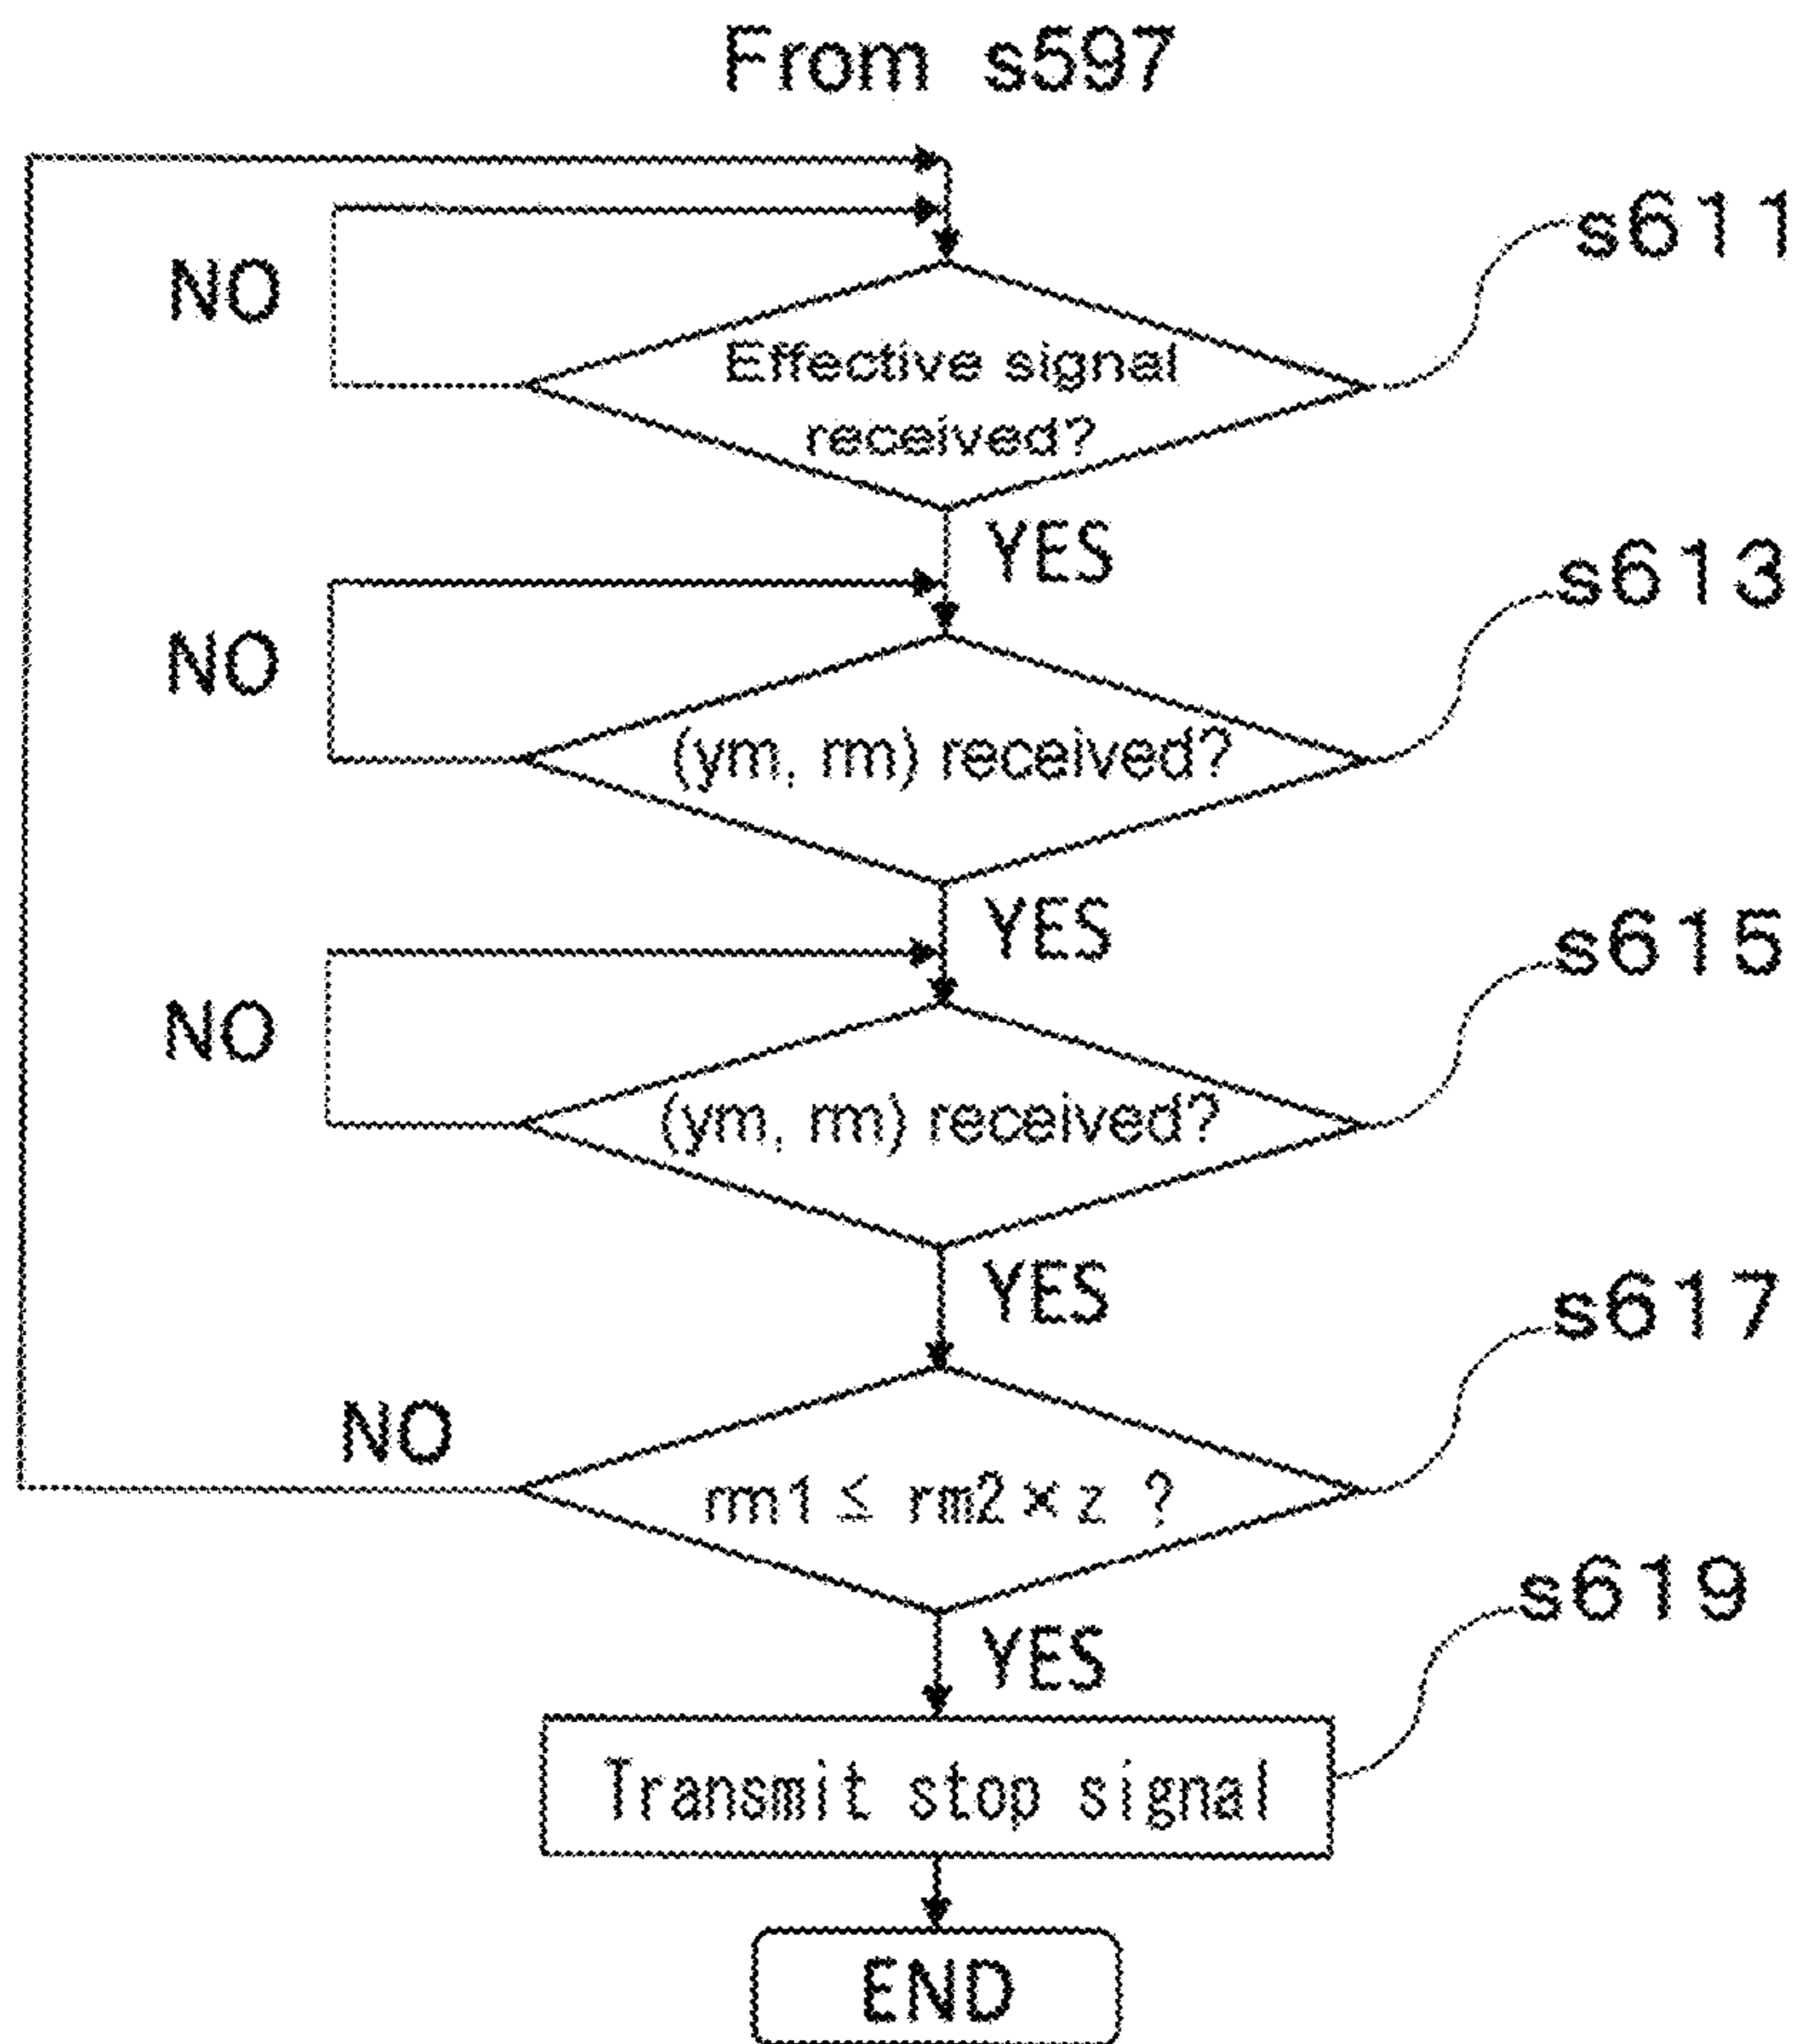 From s597
s611
NO
Effective signal
received?
YES
s613
NO
(ym, rm) received?
YES
s615
NO
(ym, rm) received?
YES
s617
NO
rm1 ≤ rm2 × z ?
s619
YES
Transmit stop signal
END